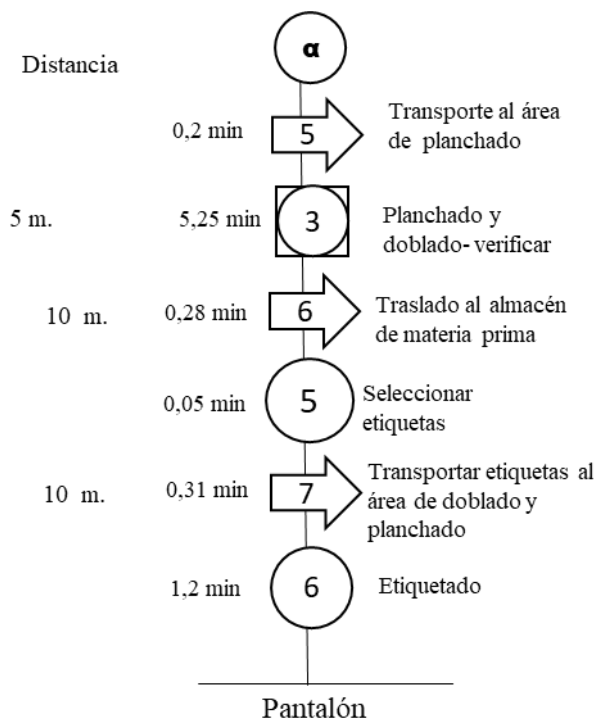 α
Distancia
0,2 min
5
Transporte al área
de planchado
5 m.
5,25 min
3
Planchado y
doblado- verificar
10 m.
0,28 min
6
Traslado al almacén
de materia prima
0,05 min
5
Seleccionar
etiquetas
10 m.
0,31 min
7
Transportar etiquetas al
área de doblado y
planchado
1,2 min
6
Etiquetado
Pantalón